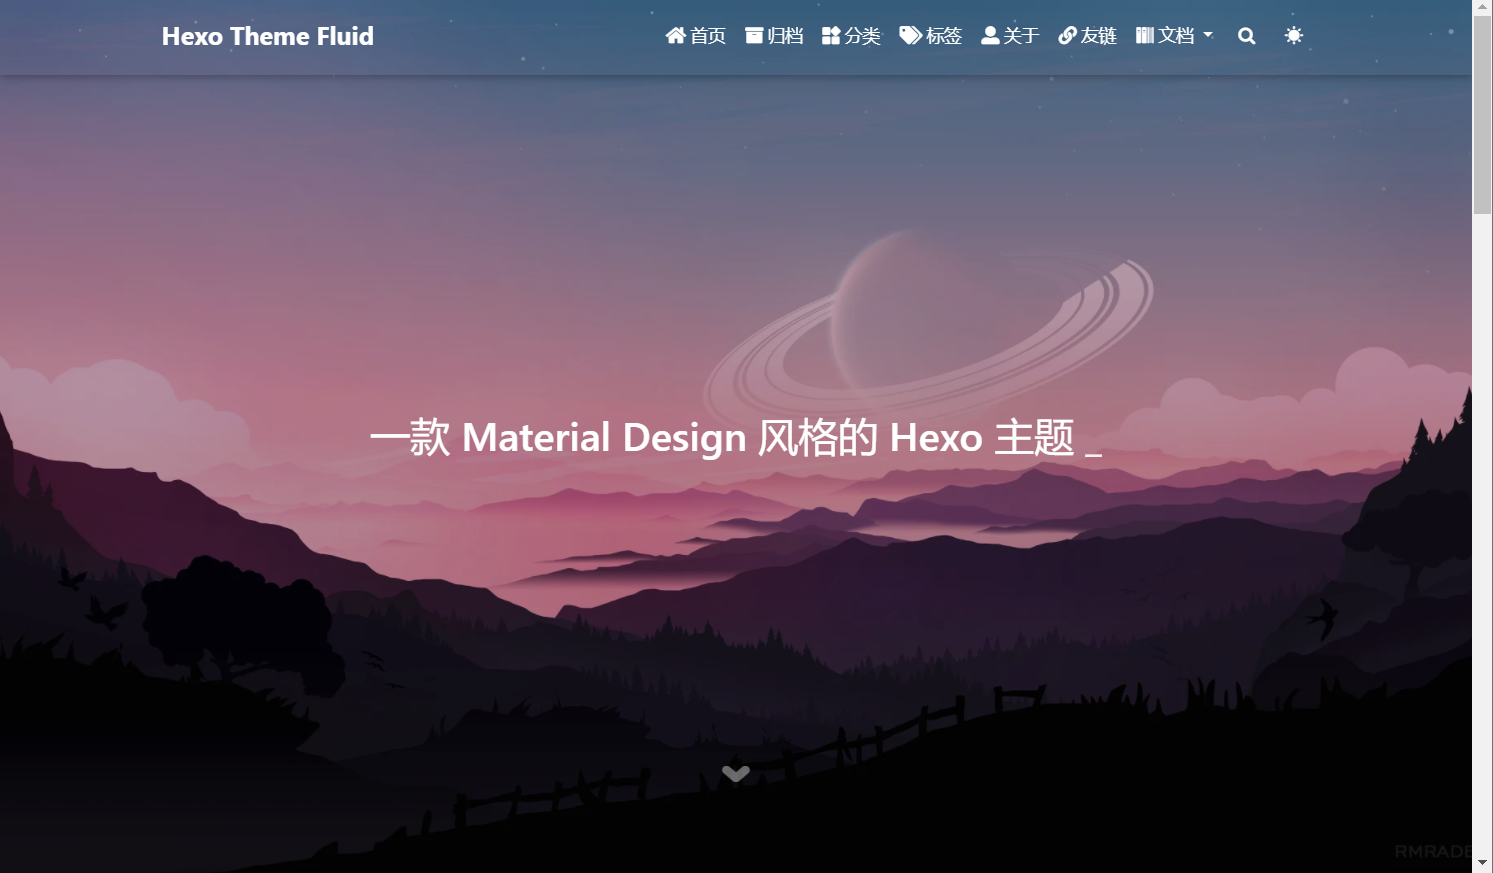 Hexo Theme Fluid
首页 归档 分类 标签 关于 友链 文档
一款 Material Design 风格的 Hexo 主题 _
RMRADE